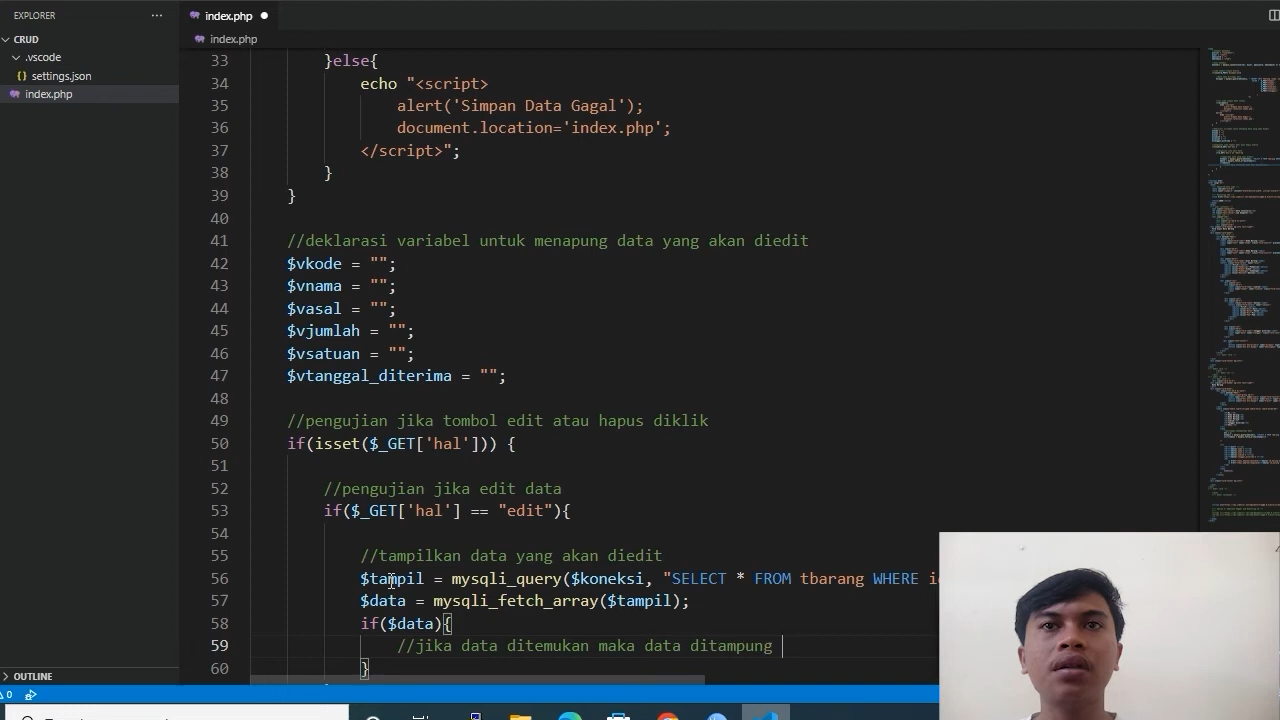 EXPLORER
CRUD
.vscode
{} settings.json
index.php
OUTLINE
index.php
index.php
33 }else{
34 echo "<script>
35 alert('Simpan Data Gagal');
36 document.location='index.php';
37 </script>";
38 }
39 }
40
41 //deklarasi variabel untuk menapung data yang akan diedit
42 $vkode = "";
43 $vnama = "";
44 $vasal = "";
45 $vjumlah = "";
46 $vsatuan = "";
47 $vtanggal_diterima = "";
48
49 //pengujian jika tombol edit atau hapus diklik
50 if(isset($_GET['hal'])) {
51
52 //pengujian jika edit data
53 if($_GET['hal'] == "edit"){
54
55 //tampilkan data yang akan diedit
56 $tampil = mysqli_query($koneksi, "SELECT * FROM tbarang WHERE
57 $data = mysqli_fetch_array($tampil);
58 if($data){
59 //jika data ditemukan maka data ditampung
60 }
0